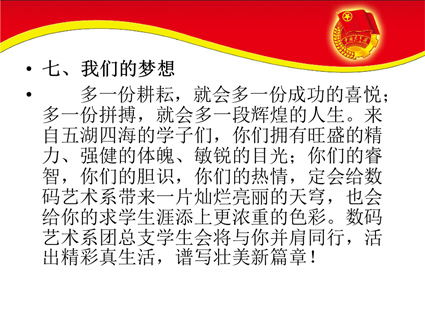 • 七、我们的梦想
• 多一份耕耘，就会多一份成功的喜悦；
多一份拼搏，就会多一段辉煌的人生。来
自五湖四海的学子们，你们拥有旺盛的精
力、强健的体魄、敏锐的目光；你们的睿
智，你们的胆识，你们的热情，定会给数
码艺术系带来一片灿烂亮丽的天穹，也会
给你的求学生涯添上更浓重的色彩。数码
艺术系团总支学生会将与你并肩同行，活
出精彩真生活，谱写壮美新篇章！